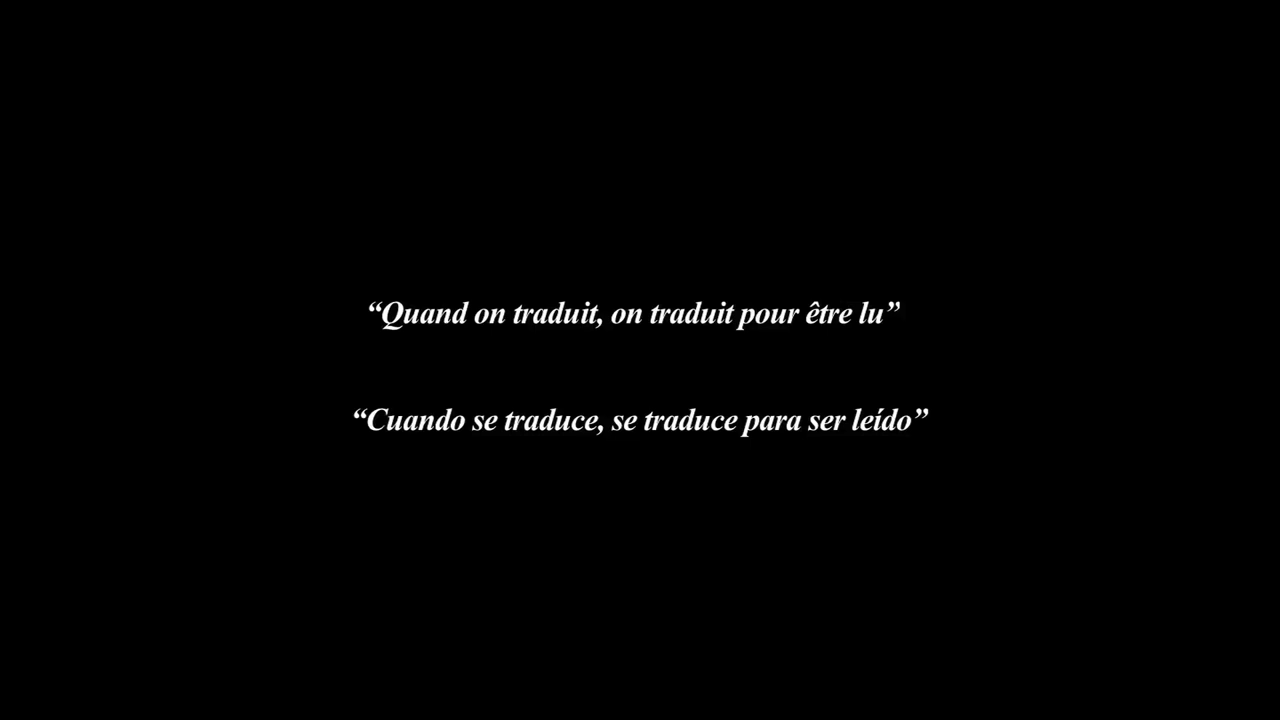 “Quand on traduit, on traduit pour être lu”
“Cuando se traduce, se traduce para ser leído”